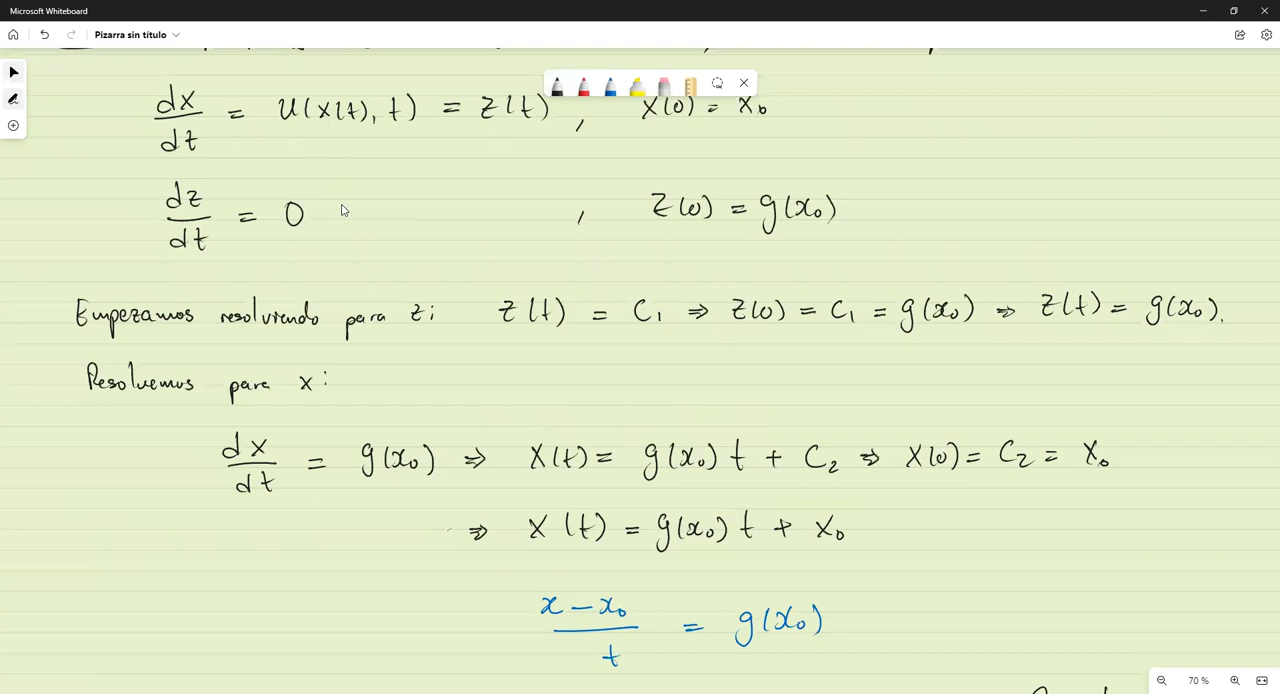 Microsoft Whiteboard
Pizarra sin título
dx/dt = u(x(t), t) = z(t) , x(0) = x₀
dz/dt = 0 , z(0) = g(x₀)
Empezamos resolviendo para z: z(t) = C₁ ⇒ z(0) = C₁ = g(x₀) ⇒ z(t) = g(x₀).
Resolvemos para x:
dx/dt = g(x₀) ⇒ x(t) = g(x₀) t + C₂ ⇒ x(0) = C₂ = x₀
⇒ x(t) = g(x₀) t + x₀
(x − x₀)/t = g(x₀)
70 %